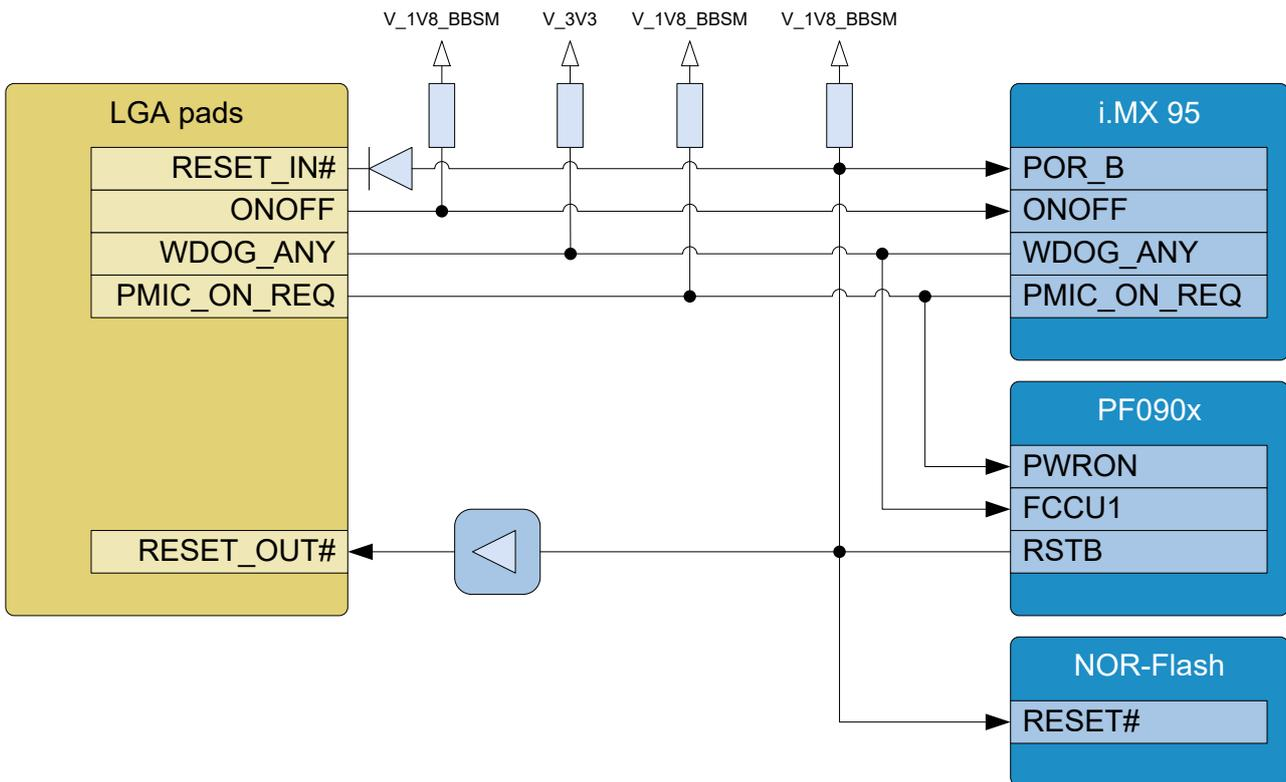 V_1V8_BBSM
V_3V3
V_1V8_BBSM
V_1V8_BBSM
LGA pads
RESET_IN#
ONOFF
WDOG_ANY
PMIC_ON_REQ
RESET_OUT#
i.MX 95
POR_B
ONOFF
WDOG_ANY
PMIC_ON_REQ
PF090x
PWRON
FCCU1
RSTB
NOR-Flash
RESET#